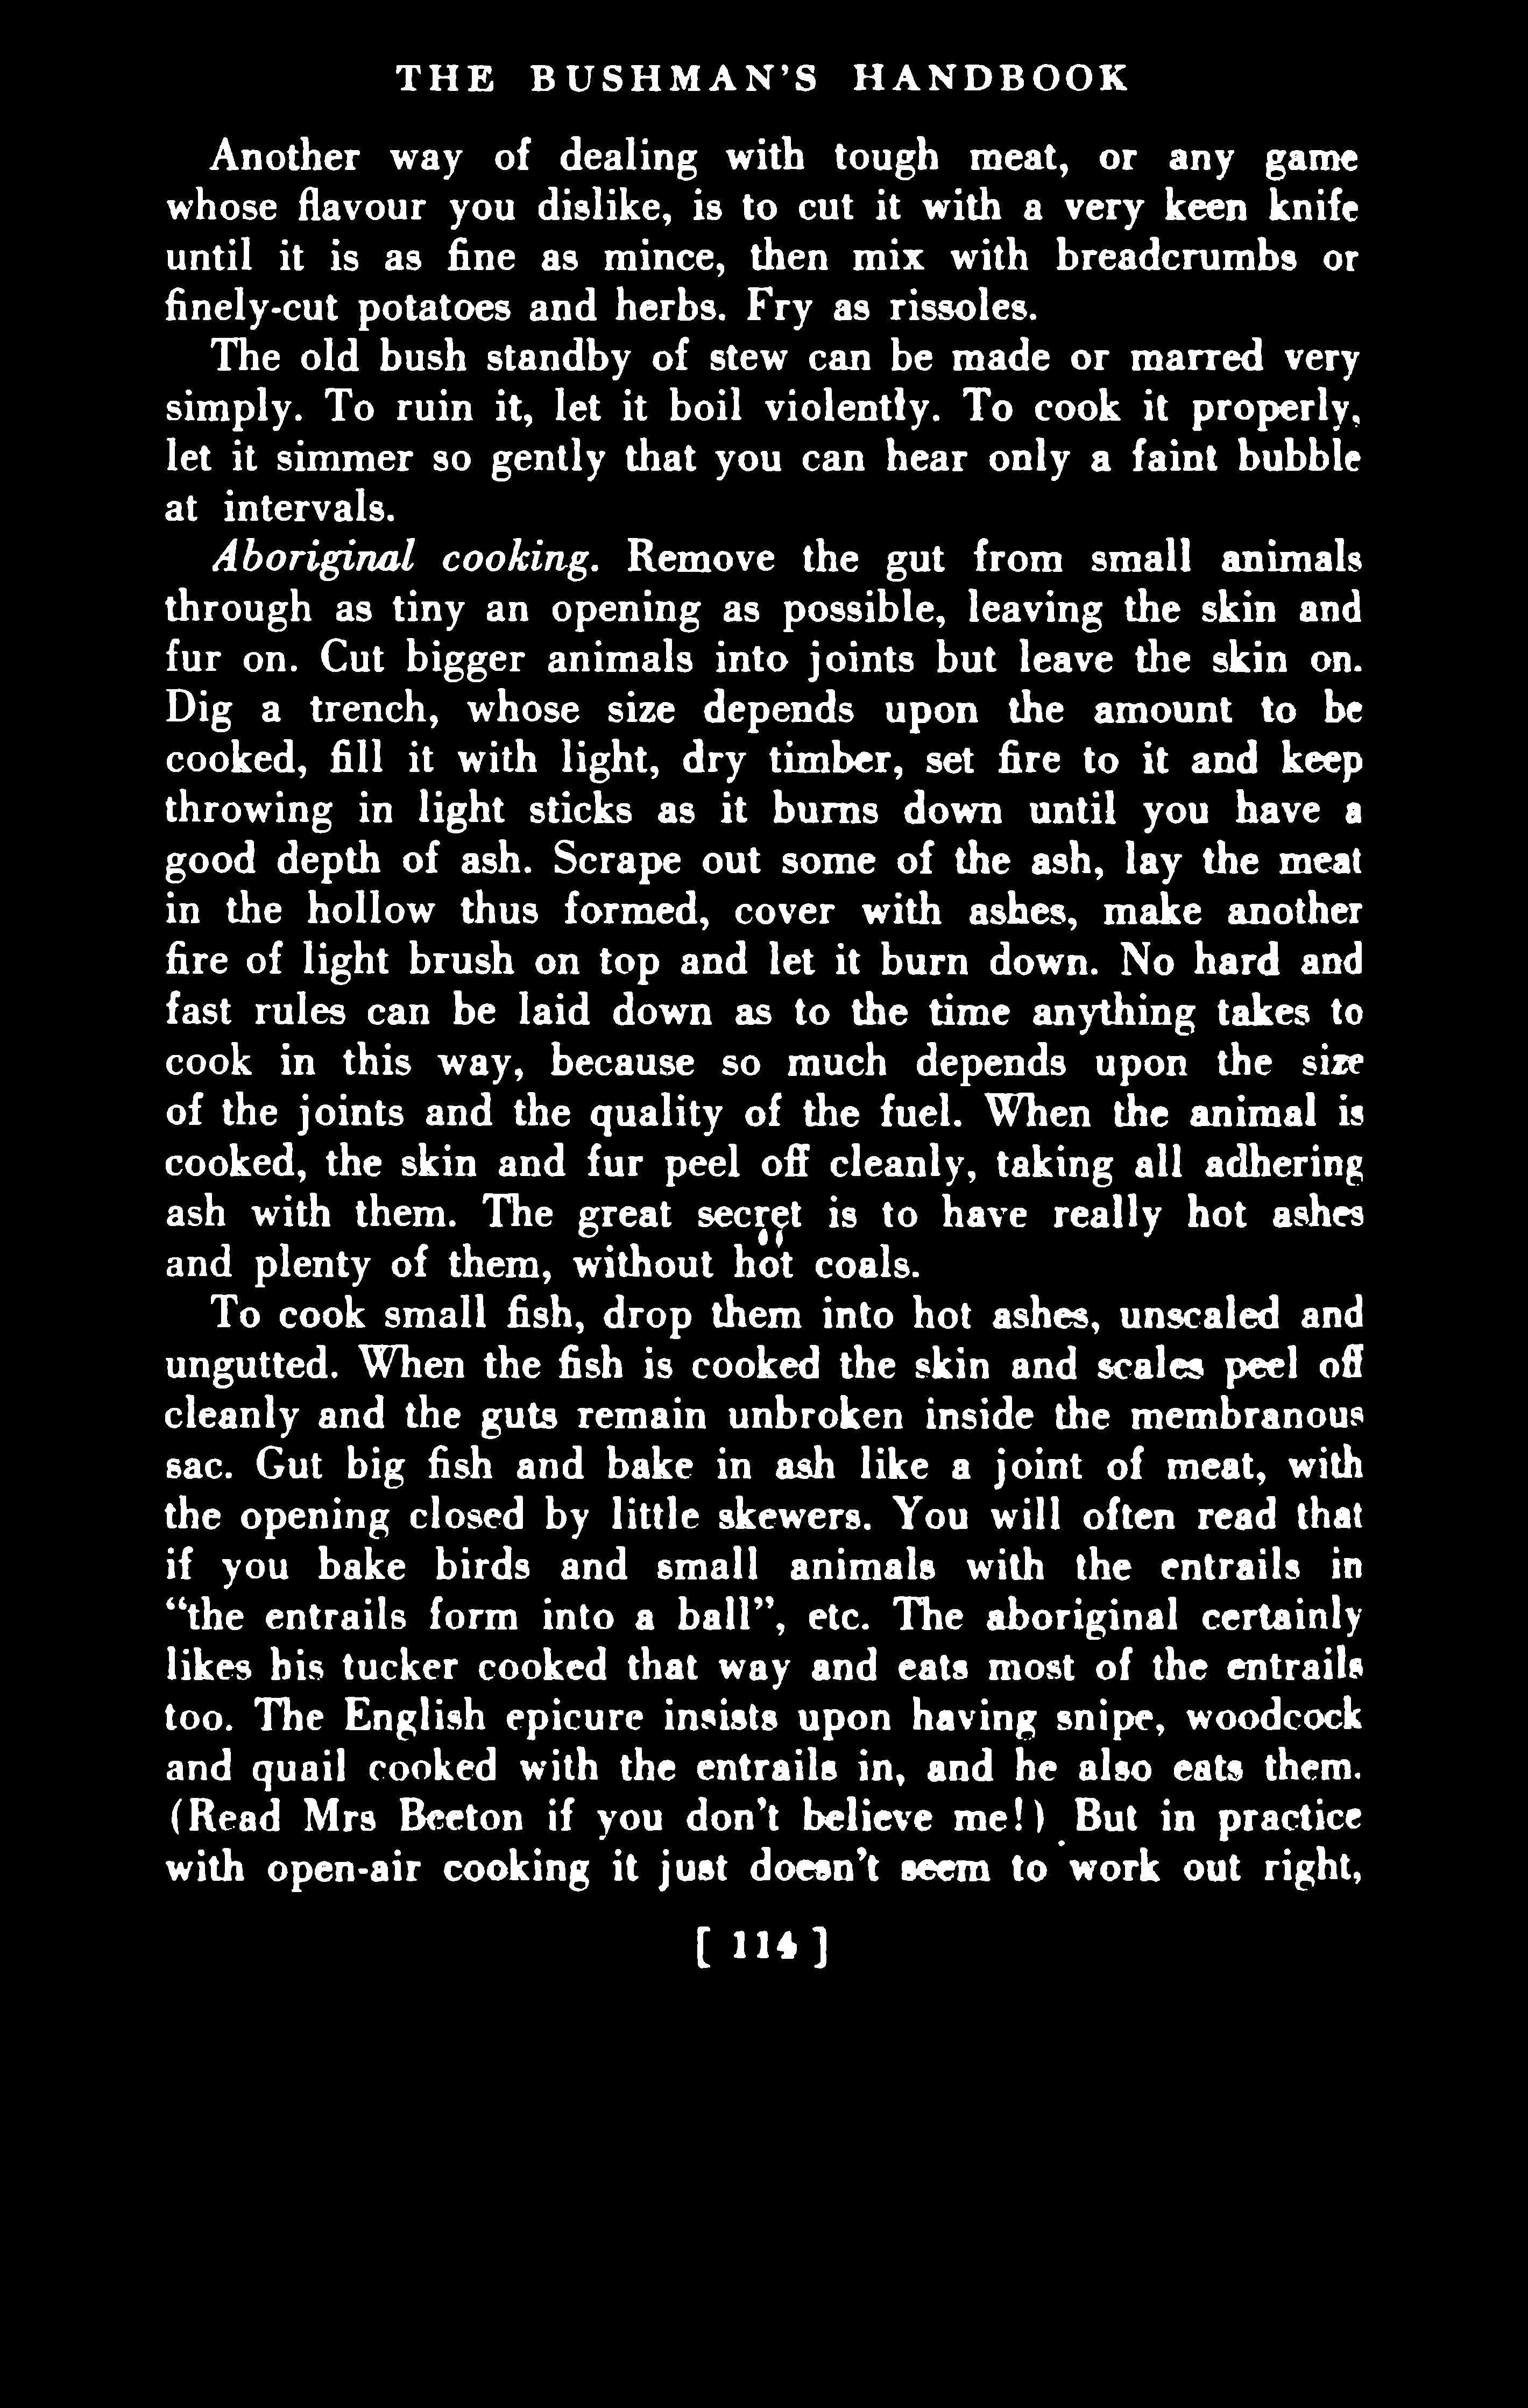 THE BUSHMAN'S HANDBOOK
Another way of dealing with tough meat, or any game
whose flavour you dislike, is to cut it with a very keen knife
until it is as fine as mince, then mix with breadcrumbs or
finely-cut potatoes and herbs. Fry as rissoles.
The old bush standby of stew can be made or marred very
simply. To ruin it, let it boil violently. To cook it properly,
let it simmer so gently that you can hear only a faint bubble
at intervals.
Aboriginal cooking. Remove the gut from small animals
through as tiny an opening as possible, leaving the skin and
fur on. Cut bigger animals into joints but leave the skin on.
Dig a trench, whose size depends upon the amount to be
cooked, fill it with light, dry timber, set fire to it and keep
throwing in light sticks as it burns down until you have a
good depth of ash. Scrape out some of the ash, lay the meat
in the hollow thus formed, cover with ashes, make another
fire of light brush on top and let it burn down. No hard and
fast rules can be laid down as to the time anything takes to
cook in this way, because so much depends upon the size
of the joints and the quality of the fuel. When the animal is
cooked, the skin and fur peel off cleanly, taking all adhering
ash with them. The great secret is to have really hot ashes
and plenty of them, without hot coals.
To cook small fish, drop them into hot ashes, unscaled and
ungutted. When the fish is cooked the skin and scales peel off
cleanly and the guts remain unbroken inside the membranous
sac. Gut big fish and bake in ash like a joint of meat, with
the opening closed by little skewers. You will often read that
if you bake birds and small animals with the entrails in
“the entrails form into a ball”, etc. The aboriginal certainly
likes his tucker cooked that way and eats most of the entrails
too. The English epicure insists upon having snipe, woodcock
and quail cooked with the entrails in, and he also eats them.
(Read Mrs Beeton if you don't believe me!) But in practice
with open-air cooking it just doesn't seem to work out right,
[ 114 ]